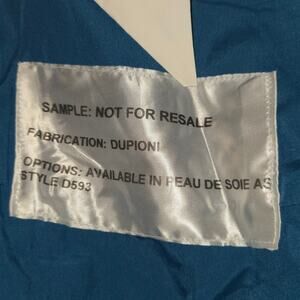 SAMPLE: NOT FOR RESALE
FABRICATION: DUPIONI
OPTIONS: AVAILABLE IN PEAU DE SOIE AS
STYLE D593